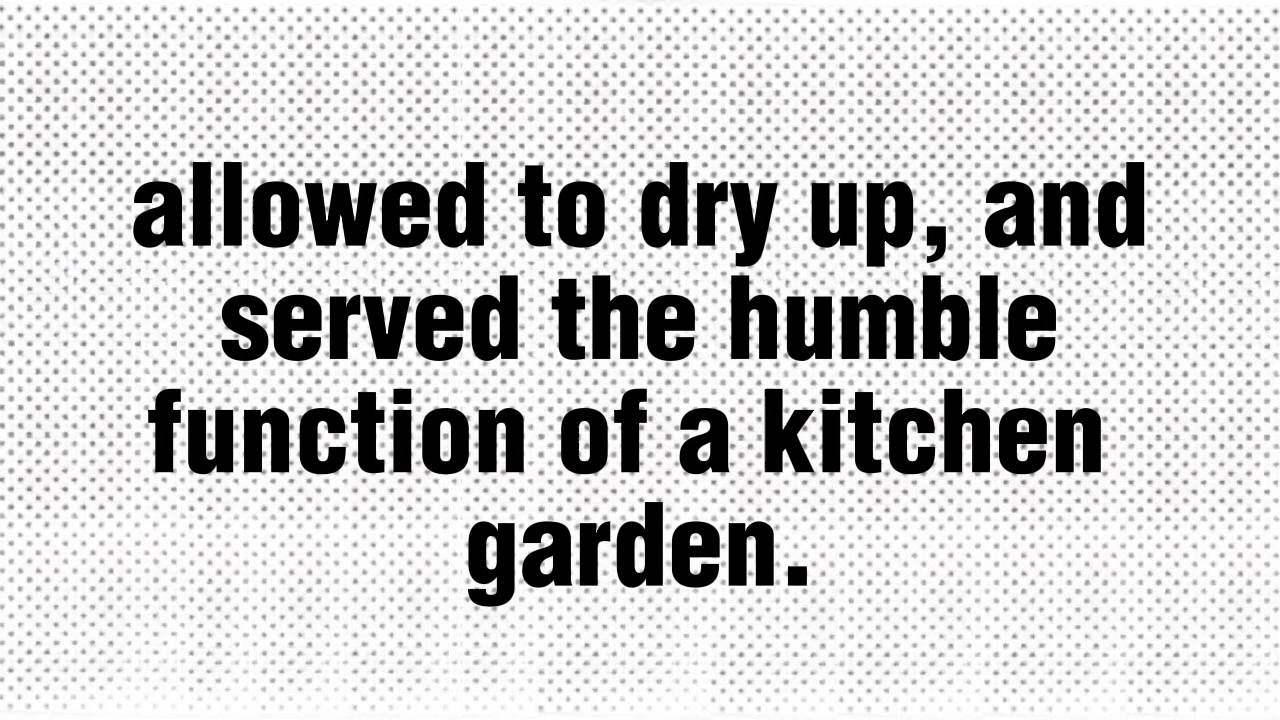 allowed to dry up, and
served the humble
function of a kitchen
garden.